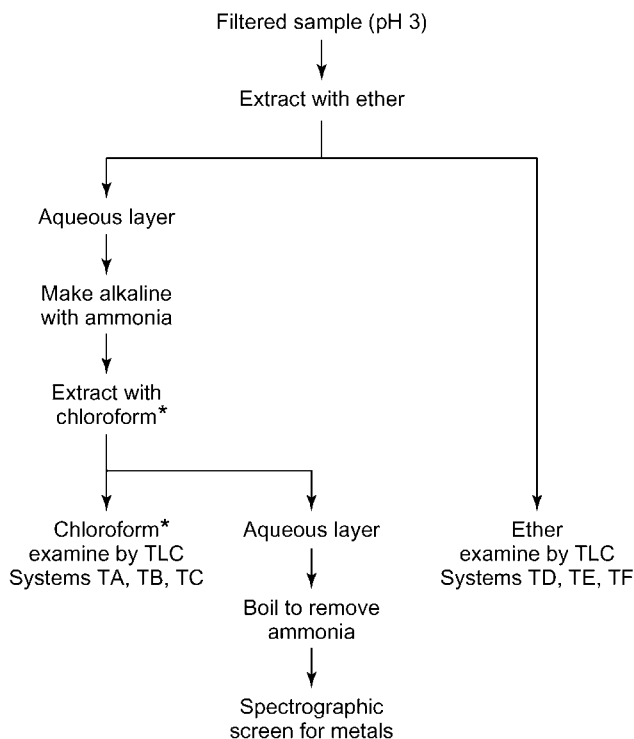 Filtered sample (pH 3)
Extract with ether
Aqueous layer
Make alkaline
with ammonia
Extract with
chloroform*
Chloroform*
examine by TLC
Systems TA, TB, TC
Aqueous layer
Boil to remove
ammonia
Spectrographic
screen for metals
Ether
examine by TLC
Systems TD, TE, TF